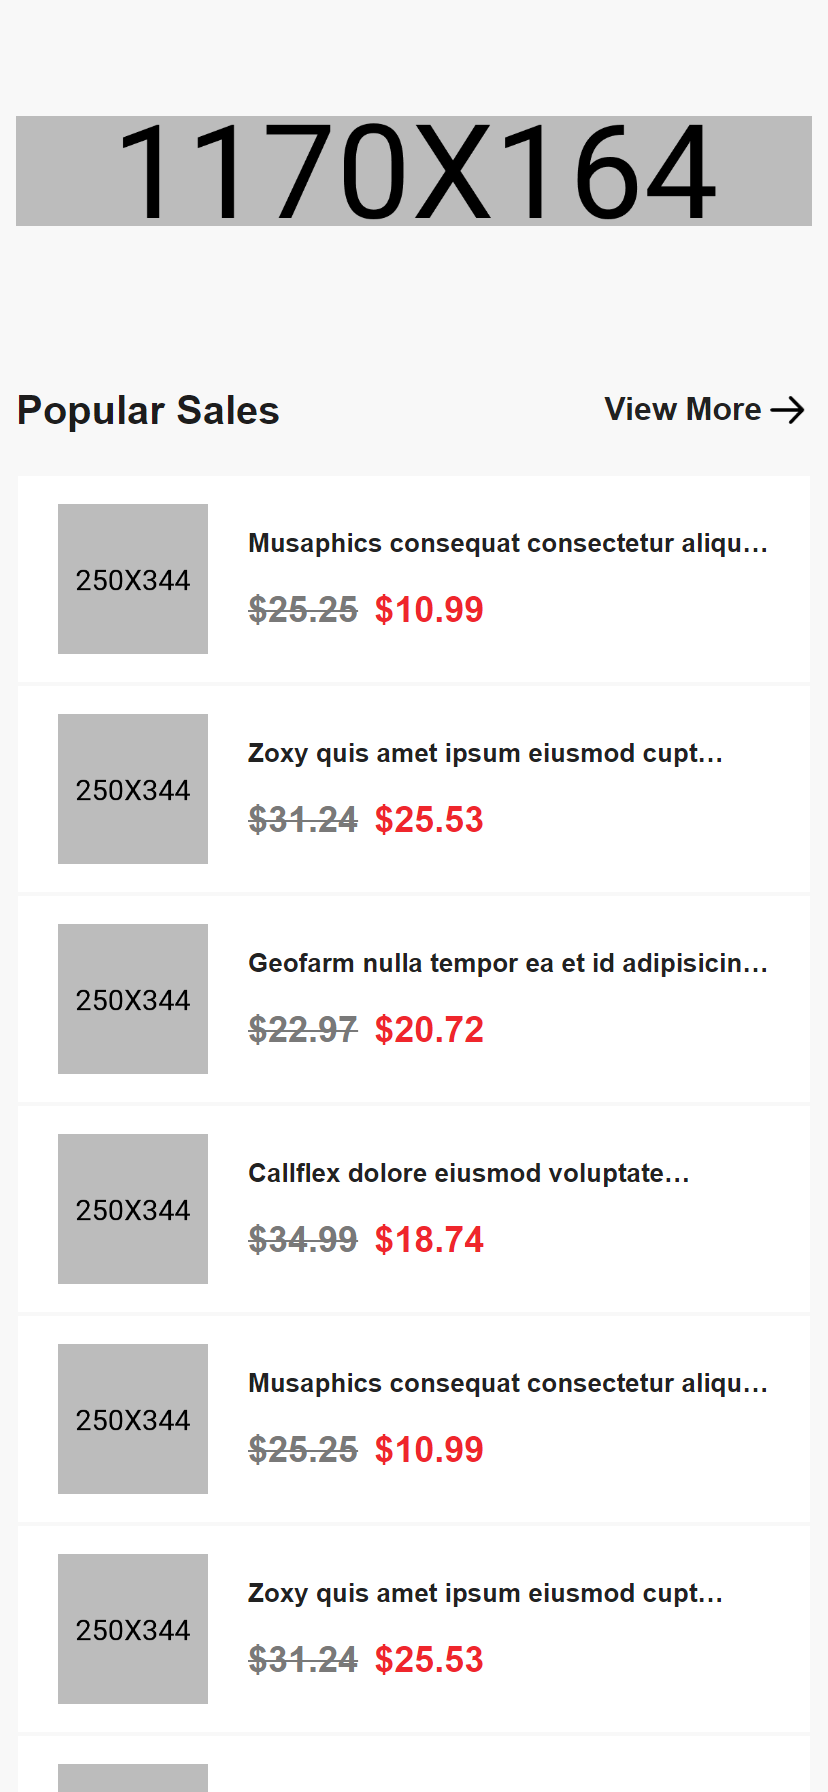 1170X164
Popular Sales
View More
250X344
Musaphics consequat consectetur aliqu...
$25.25 $10.99
250X344
Zoxy quis amet ipsum eiusmod cupt...
$31.24 $25.53
250X344
Geofarm nulla tempor ea et id adipisicin...
$22.97 $20.72
250X344
Callflex dolore eiusmod voluptate...
$34.99 $18.74
250X344
Musaphics consequat consectetur aliqu...
$25.25 $10.99
250X344
Zoxy quis amet ipsum eiusmod cupt...
$31.24 $25.53